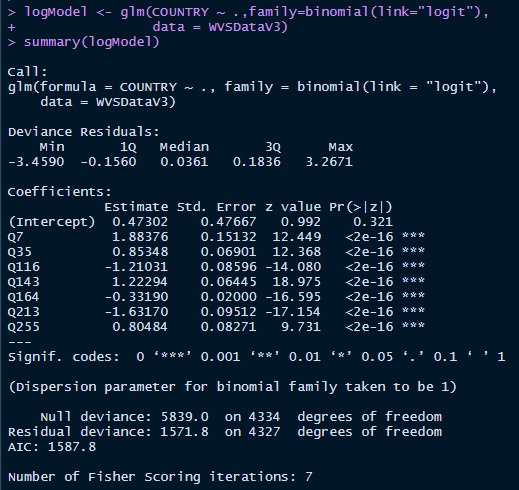 > logModel <- glm(COUNTRY ~ .,family=binomial(link="logit"),
+                 data = WVSDataV3)
> summary(logModel)

Call:
glm(formula = COUNTRY ~ ., family = binomial(link = "logit"),
    data = WVSDataV3)

Deviance Residuals:
    Min       1Q   Median       3Q      Max
-3.4590  -0.1560   0.0361   0.1836   3.2671

Coefficients:
            Estimate Std. Error z value Pr(>|z|)
(Intercept)  0.47302    0.47667   0.992    0.321
Q7           1.88376    0.15132  12.449   <2e-16 ***
Q35          0.85348    0.06901  12.368   <2e-16 ***
Q116        -1.21031    0.08596 -14.080   <2e-16 ***
Q143         1.22294    0.06445  18.975   <2e-16 ***
Q164        -0.33190    0.02000 -16.595   <2e-16 ***
Q213        -1.63170    0.09512 -17.154   <2e-16 ***
Q255         0.80484    0.08271   9.731   <2e-16 ***
---
Signif. codes:  0 ‘***’ 0.001 ‘**’ 0.01 ‘*’ 0.05 ‘.’ 0.1 ‘ ’ 1

(Dispersion parameter for binomial family taken to be 1)

    Null deviance: 5839.0  on 4334  degrees of freedom
Residual deviance: 1571.8  on 4327  degrees of freedom
AIC: 1587.8

Number of Fisher Scoring iterations: 7